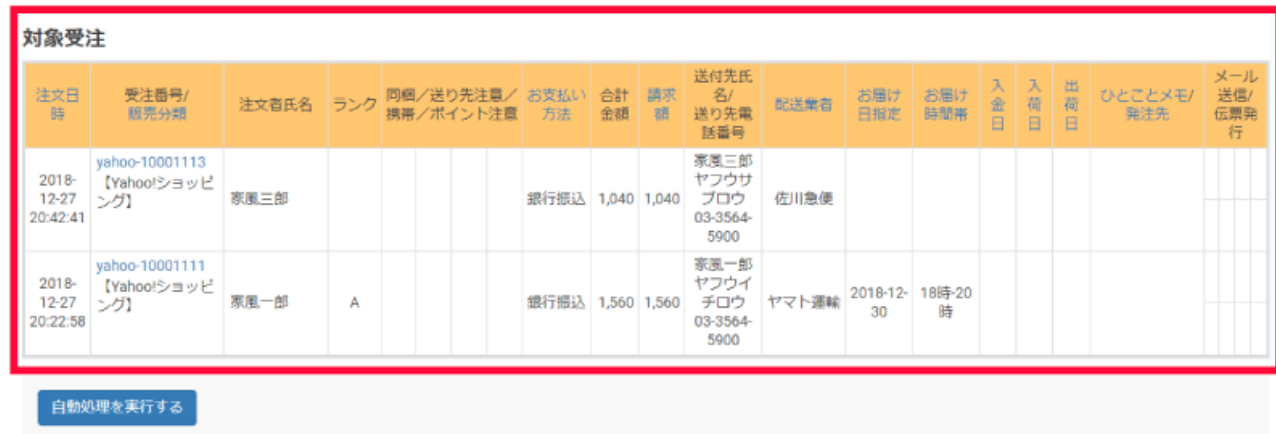 対象受注
注文日
時
受注番号/
販売分類
注文者氏名
ランク
同梱／送り先注意／
携帯／ポイント注意
お支払い
方法
合計
金額
請求
額
送付先氏
名/
送り先電
話番号
配送業者
お届け
日指定
お届け
時間帯
入
金
日
入
荷
日
出
荷
日
ひとことメモ/
発注先
メール
送信/
伝票発
行
2018-
12-27
20:42:41
yahoo-10001113
【Yahoo!ショッピ
ング】
家風三郎
銀行振込
1,040
1,040
家風三郎
ヤフウサ
ブロウ
03-3564-
5900
佐川急便
2018-
12-27
20:22:58
yahoo-10001111
【Yahoo!ショッピ
ング】
家風一郎
A
銀行振込
1,560
1,560
家風一郎
ヤフウイ
チロウ
03-3564-
5900
ヤマト運輸
2018-12-
30
18時-20
時
自動処理を実行する